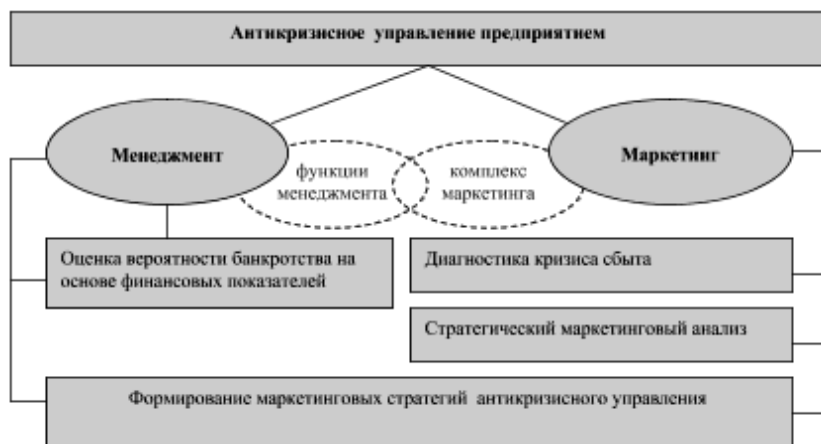 Антикризисное управление предприятием
Менеджмент
функции
менеджмента
комплекс
маркетинга
Маркетинг
Оценка вероятности банкротства на
основе финансовых показателей
Диагностика кризиса сбыта
Стратегический маркетинговый анализ
Формирование маркетинговых стратегий антикризисного управления